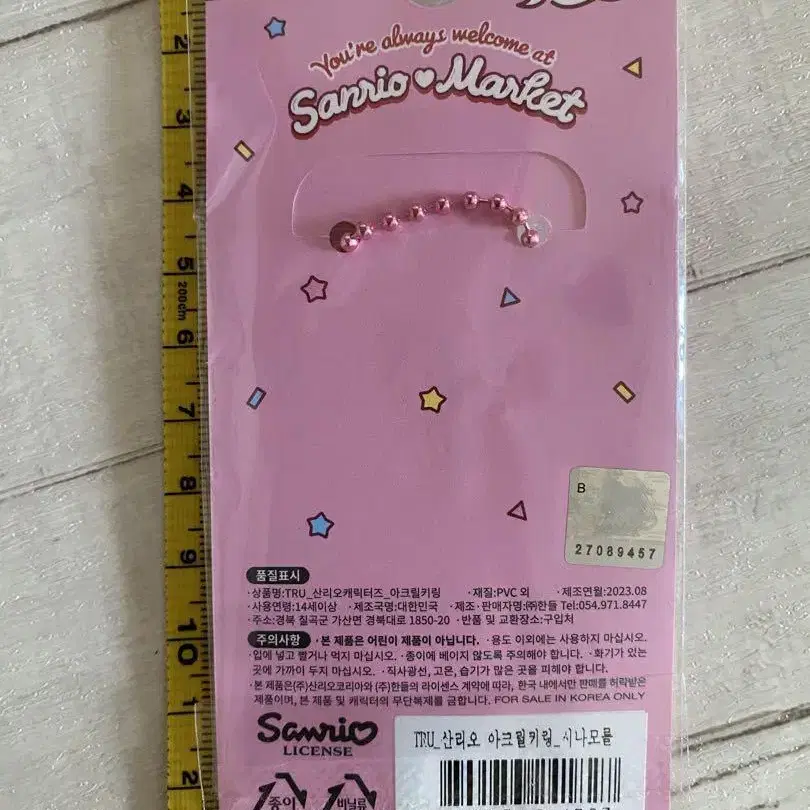 You're always welcome at
Sanrio Market
2
3
4
5
200cm
6
7
8
9
10
1
2
B
27089457
품질표시
·상품명:TRU_산리오캐릭터즈_아크릴키링 ·재질:PVC 외 ·제조연월:2023.08
·사용연령:14세이상 ·제조국명:대한민국 ·제조·판매자명:㈜한들 Tel:054.971.8447
·주소:경북 칠곡군 가산면 경북대로 1850-20 ·반품 및 교환장소:구입처
주의사항 ·본 제품은 어린이 제품이 아닙니다. ·용도 이외에는 사용하지 마십시오.
·입에 넣고 빨거나 먹지 마십시오. ·종이에 베이지 않도록 주의해야 합니다. ·화기가 있는
곳에 가까이 두지 마십시오. ·직사광선, 고온, 습기가 많은 곳을 피해야 합니다.
·본 제품은(주)산리오코리아와 (주)한들의 라이센스 계약에 따라, 한국 내에서만 판매를 허락받은
제품이며, 본 제품 및 캐릭터의 무단복제를 금합니다. FOR SALE IN KOREA ONLY
Sanrio
LICENSE
TRU_산리오 아크릴키링_시나모롤
종이
비닐류